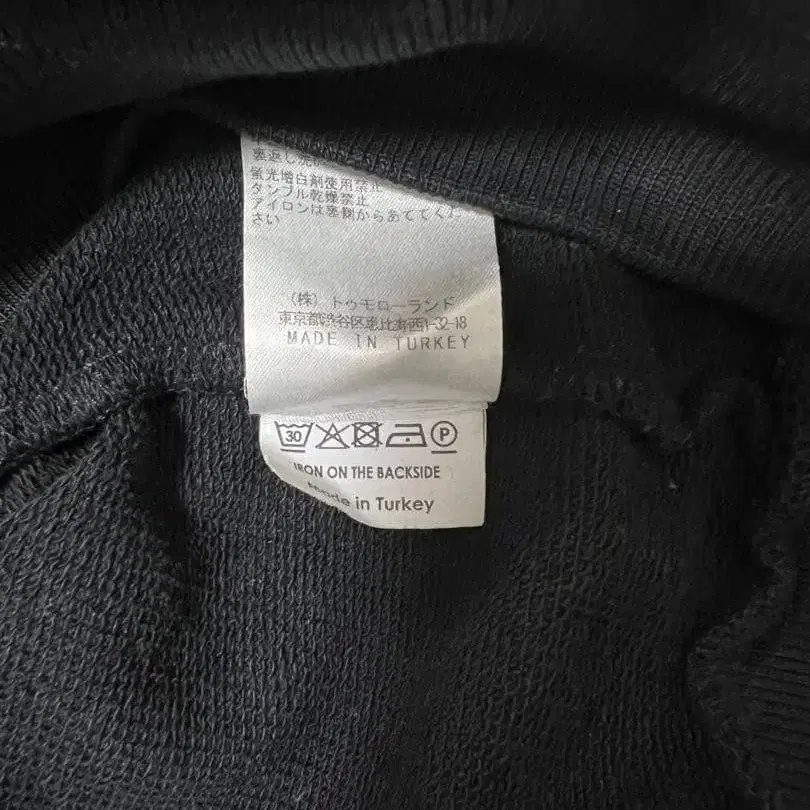 裏返し洗
蛍光増白剤使用禁止
タンブル乾燥禁止
アイロンは裏側からあててくだ
さい
(株) トゥモローランド
東京都渋谷区恵比寿西1-32-18
MADE IN TURKEY
30 P
IRON ON THE BACKSIDE
Made in Turkey